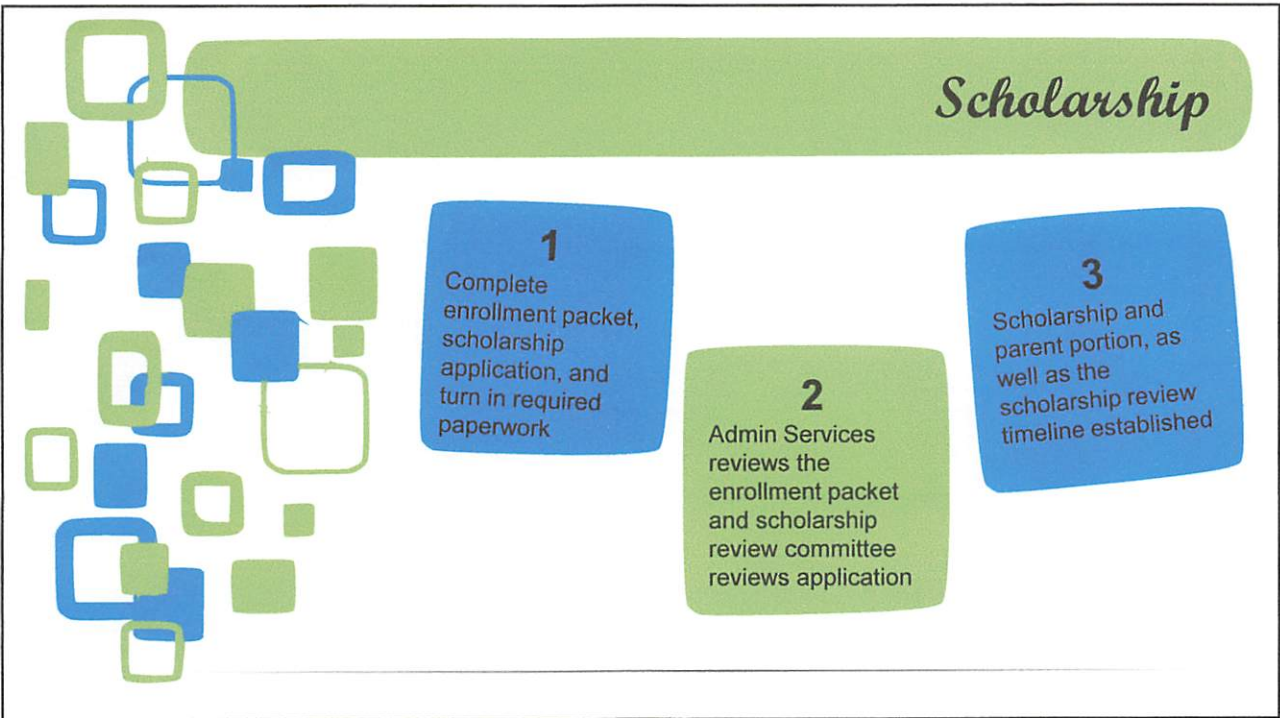 Scholarship
1
Complete
enrollment packet,
scholarship
application, and
turn in required
paperwork
2
Admin Services
reviews the
enrollment packet
and scholarship
review committee
reviews application
3
Scholarship and
parent portion, as
well as the
scholarship review
timeline established